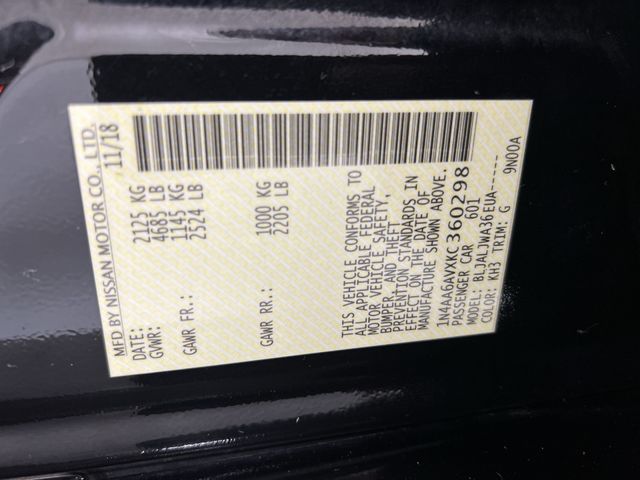 MFD BY NISSAN MOTOR CO., LTD.
DATE: 11/18
GVWR: 2125 KG
4685 LB
GAWR FR.: 1145 KG
2524 LB
GAWR RR.: 1000 KG
2205 LB
THIS VEHICLE CONFORMS TO
ALL APPLICABLE FEDERAL
MOTOR VEHICLE SAFETY,
BUMPER, AND THEFT
PREVENTION STANDARDS IN
EFFECT ON THE DATE OF
MANUFACTURE SHOWN ABOVE.
1N4AA6AVXKC360298
PASSENGER CAR 601
MODEL: BLJALJWA36EUA-----
COLOR: KH3 TRIM: G 9N00A